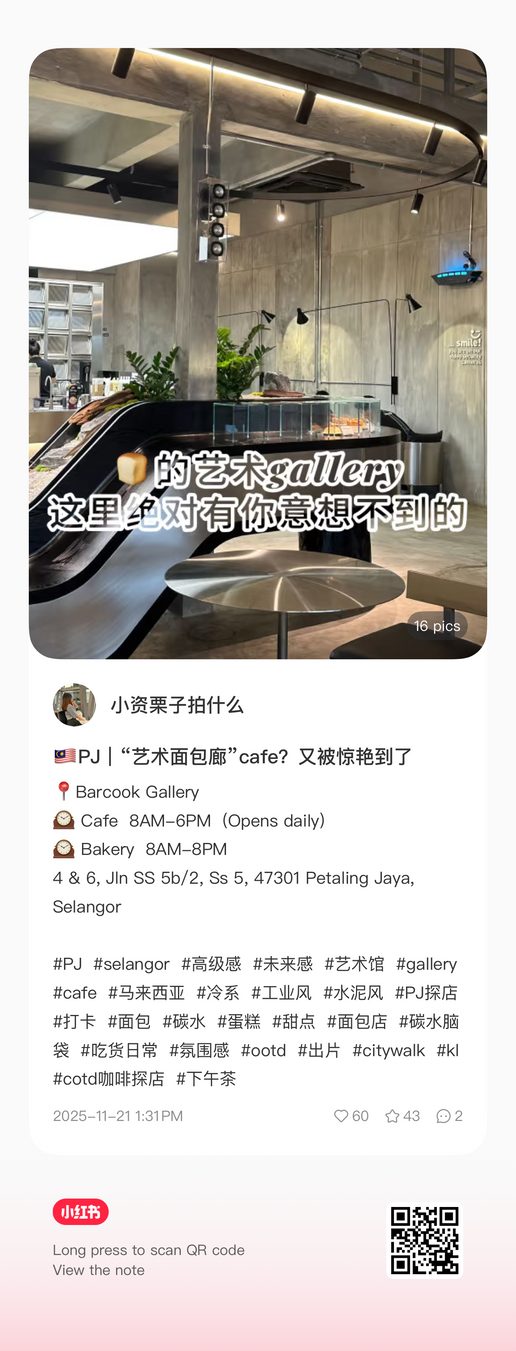 smile!
🍞的艺术gallery
这里绝对有你意想不到的
16 pics
小资栗子拍什么
🇲🇾PJ｜“艺术面包廊”cafe？又被惊艳到了
📍Barcook Gallery
🕰️ Cafe 8AM–6PM（Opens daily）
🕰️ Bakery 8AM–8PM
4 & 6, Jln SS 5b/2, Ss 5, 47301 Petaling Jaya,
Selangor
#PJ #selangor #高级感 #未来感 #艺术馆 #gallery
#cafe #马来西亚 #冷系 #工业风 #水泥风 #PJ探店
#打卡 #面包 #碳水 #蛋糕 #甜点 #面包店 #碳水脑
袋 #吃货日常 #氛围感 #ootd #出片 #citywalk #kl
#cotd咖啡探店 #下午茶
2025-11-21 1:31PM
60 43 2
小红书
Long press to scan QR code
View the note